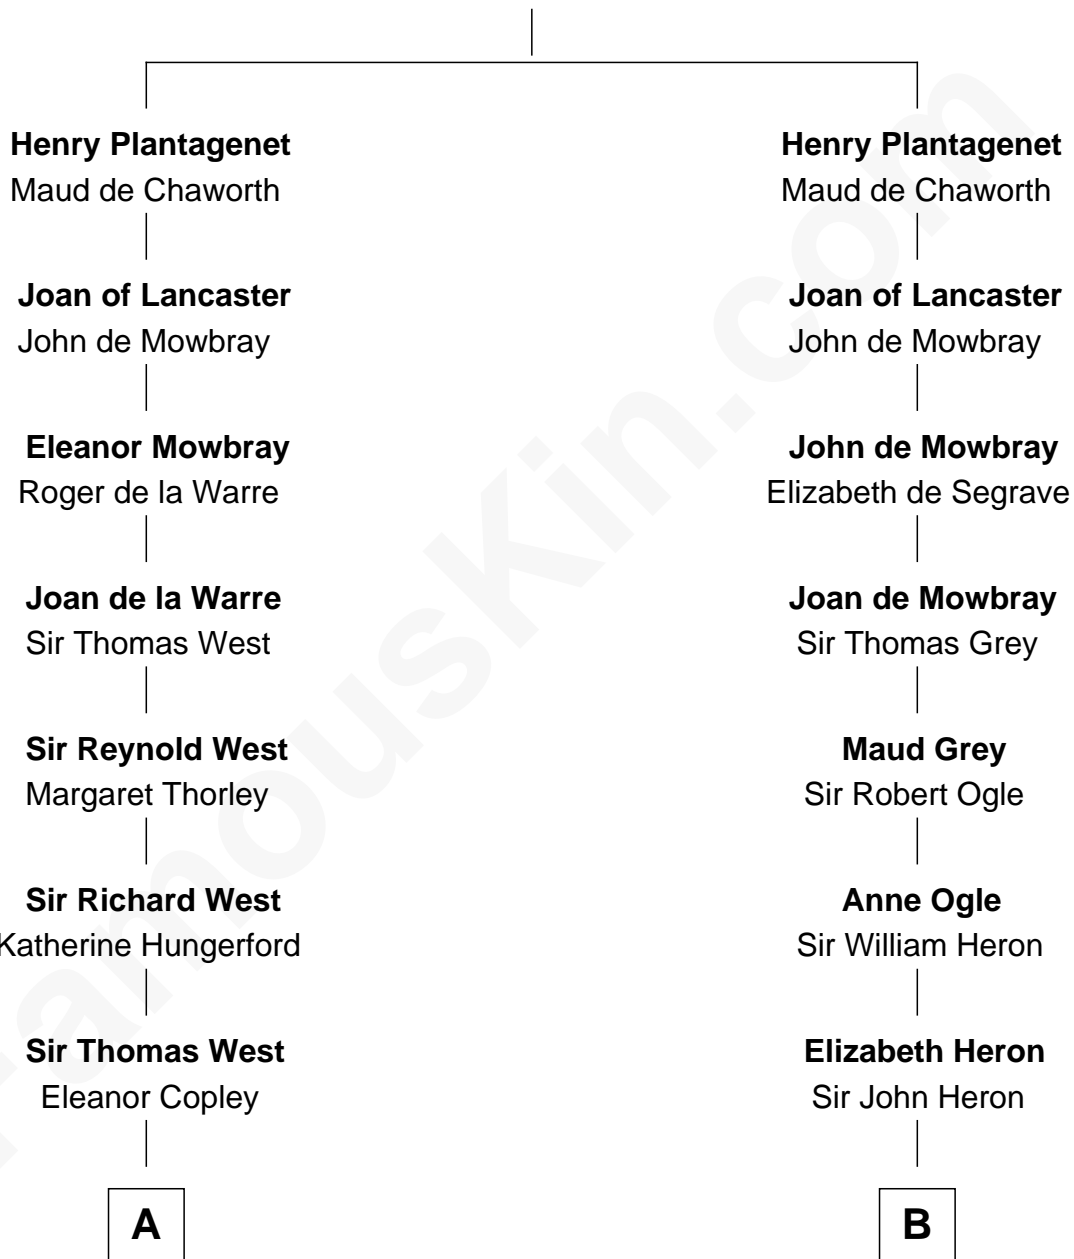 Henry Plantagenet
Maud de Chaworth
Joan of Lancaster
John de Mowbray
Eleanor Mowbray
Roger de la Warre
Joan de la Warre
Sir Thomas West
Sir Reynold West
Margaret Thorley
Sir Richard West
Katherine Hungerford
Sir Thomas West
Eleanor Copley
A
Henry Plantagenet
Maud de Chaworth
Joan of Lancaster
John de Mowbray
John de Mowbray
Elizabeth de Segrave
Joan de Mowbray
Sir Thomas Grey
Maud Grey
Sir Robert Ogle
Anne Ogle
Sir William Heron
Elizabeth Heron
Sir John Heron
B
FamousKin.com